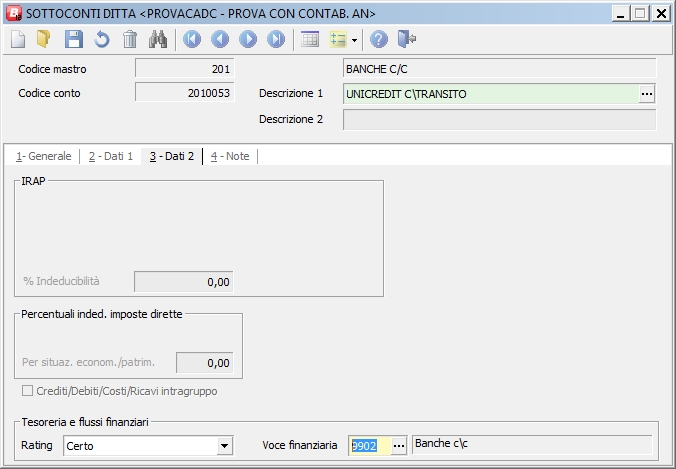 SOTTOCONTI DITTA <PROVACADC - PROVA CON CONTAB. AN>
Codice mastro 201 BANCHE C/C
Codice conto 2010053 Descrizione 1 UNICREDIT C\TRANSITO ...
Descrizione 2
1- Generale 2 - Dati 1 3 - Dati 2 4 - Note
IRAP
% Indeducibilità 0,00
Percentuali inded. imposte dirette
Per situaz. econom./patrim. 0,00
Crediti/Debiti/Costi/Ricavi intragruppo
Tesoreria e flussi finanziari
Rating Certo Voce finanziaria 9902 ... Banche c\c